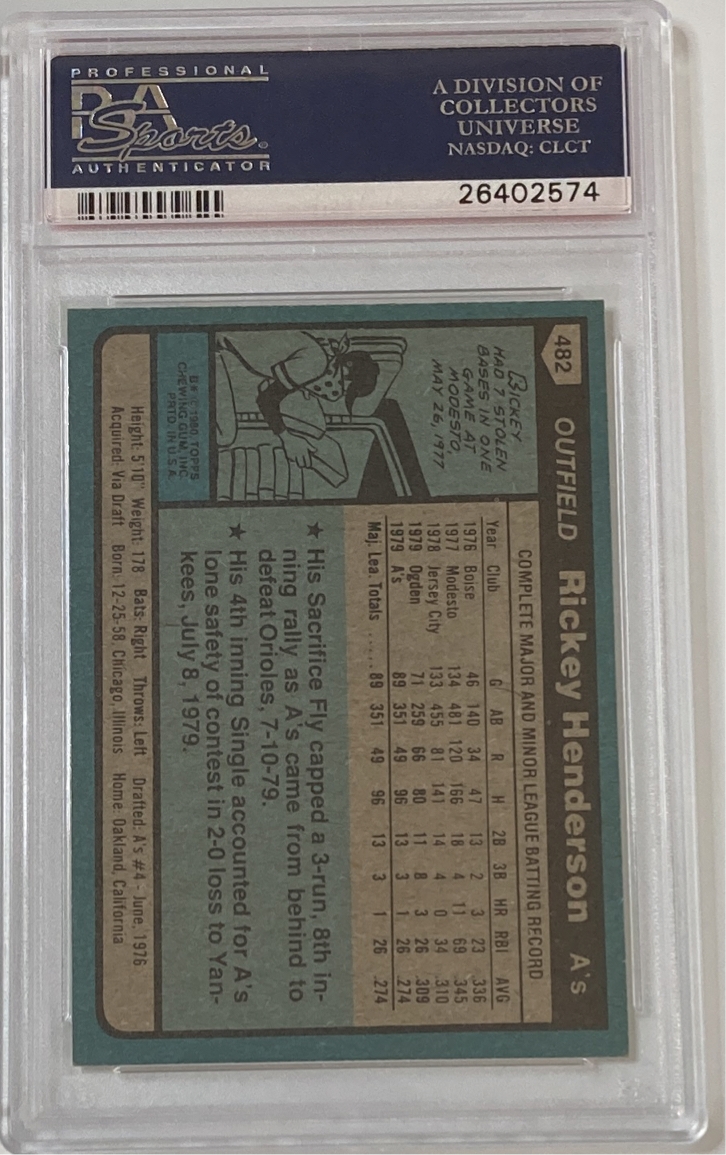 PROFESSIONAL
PSA
Sports
AUTHENTICATOR
A DIVISION OF
COLLECTORS
UNIVERSE
NASDAQ: CLCT
26402574
482 OUTFIELD Rickey Henderson A's
RICKEY
HAD 7 STOLEN
BASES IN ONE
GAME AT
MODESTO,
MAY 26, 1977
COMPLETE MAJOR AND MINOR LEAGUE BATTING RECORD
Year Club G AB R H 2B 3B HR RBI AVG
1976 Boise 46 140 34 47 13 2 3 23 .336
1977 Modesto 134 481 120 166 18 4 11 69 .345
1978 Jersey City 133 455 81 141 14 4 0 34 .310
1979 Ogden 71 259 66 80 11 8 3 26 .309
1979 A's 89 351 49 96 13 3 1 26 .274
Maj. Lea. Totals ...... 89 351 49 96 13 3 1 26 .274
★ His Sacrifice Fly capped a 3-run, 8th in-
ning rally as A's came from behind to
defeat Orioles, 7-10-79.
★ His 4th inning Single accounted for A's
lone safety of contest in 2-0 loss to Yan-
kees, July 8, 1979.
© 1980 TOPPS
CHEWING GUM, INC.
PRTD. IN U.S.A.
Height: 5'10" Weight: 178 Bats: Right Throws: Left Drafted: A's #4 - June, 1976
Acquired: Via Draft Born: 12-25-58, Chicago, Illinois Home: Oakland, California